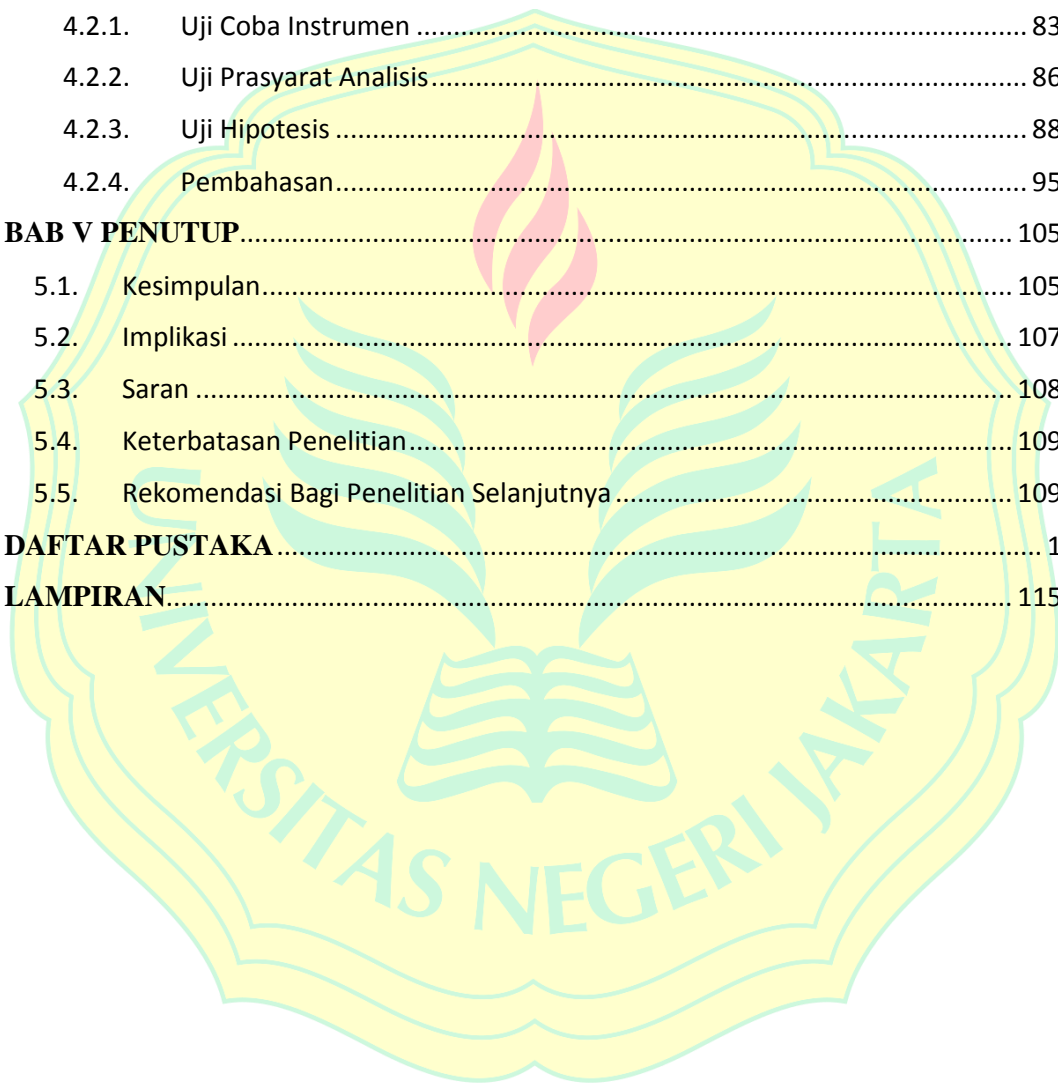 4.2.1. Uji Coba Instrumen ........ 83
4.2.2. Uji Prasyarat Analisis ........ 86
4.2.3. Uji Hipotesis ........ 88
4.2.4. Pembahasan ........ 95
BAB V PENUTUP ........ 105
5.1. Kesimpulan ........ 105
5.2. Implikasi ........ 107
5.3. Saran ........ 108
5.4. Keterbatasan Penelitian ........ 109
5.5. Rekomendasi Bagi Penelitian Selanjutnya ........ 109
DAFTAR PUSTAKA ........ 1
LAMPIRAN ........ 115
UNIVERSITAS NEGERI JAKARTA